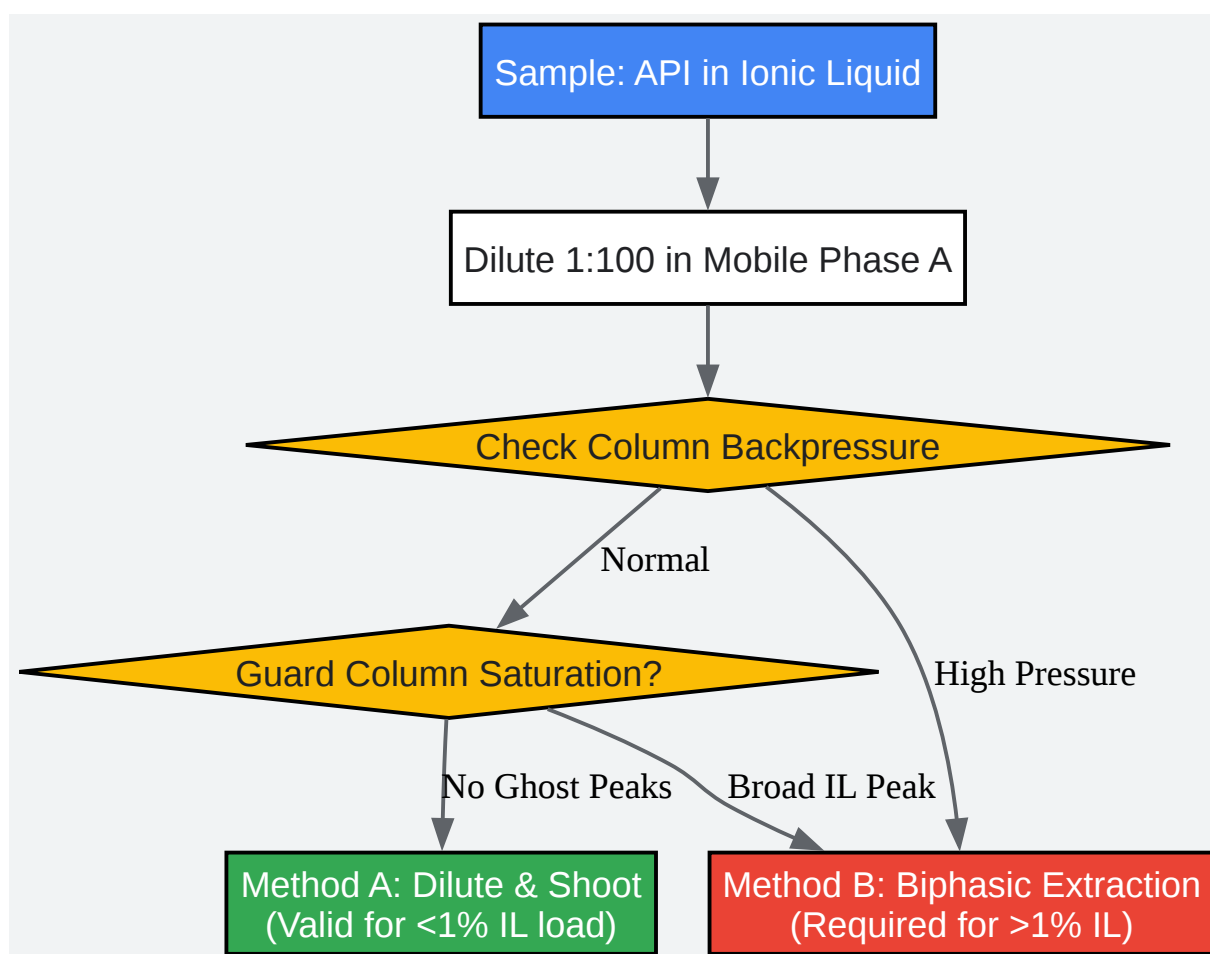 Sample: API in Ionic Liquid
Dilute 1:100 in Mobile Phase A
Check Column Backpressure
Normal
Guard Column Saturation?
High Pressure
No Ghost Peaks
Broad IL Peak
Method A: Dilute & Shoot
(Valid for <1% IL load)
Method B: Biphasic Extraction
(Required for >1% IL)